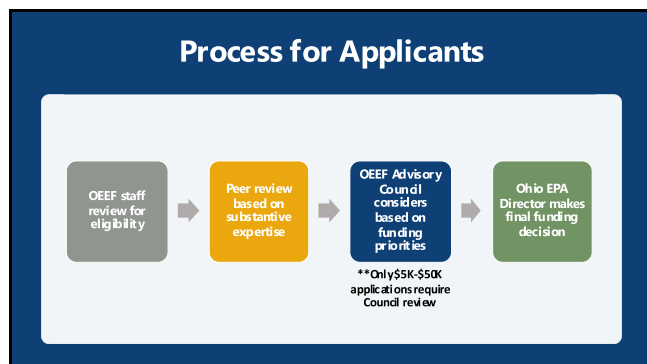 Process for Applicants
OEEF staff
review for
eligibility
Peer review
based on
substantive
expertise
OEEF Advisory
Council
considers
based on
funding
priorities
Ohio EPA
Director makes
final funding
decision
**Only $5K-$50K
applications require
Council review